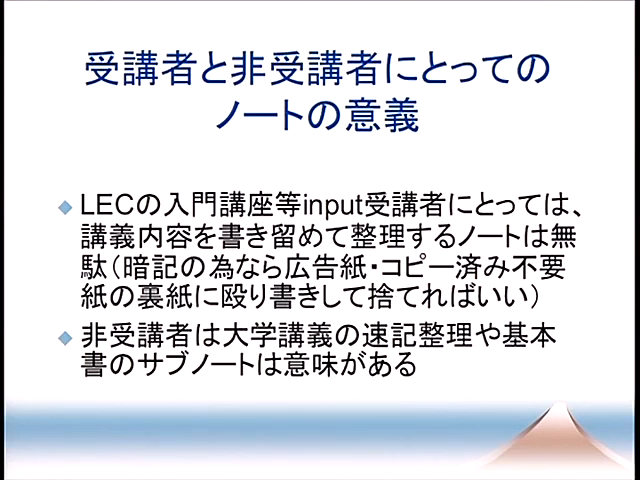 受講者と非受講者にとっての
ノートの意義
LECの入門講座等input受講者にとっては、
講義内容を書き留めて整理するノートは無
駄（暗記の為なら広告紙・コピー済み不要
紙の裏紙に殴り書きして捨てればいい）
非受講者は大学講義の速記整理や基本
書のサブノートは意味がある